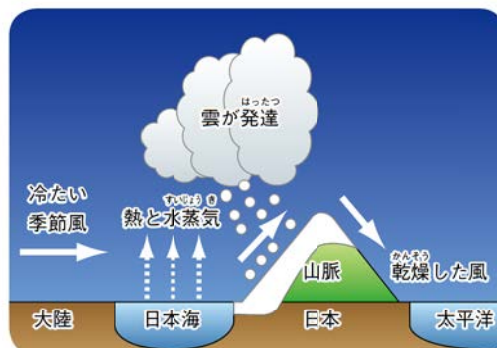 はったつ
雲が発達
冷たい
季節風
すいじょうき
熱と水蒸気
山脈
かんそう
乾燥した風
大陸
日本海
日本
太平洋